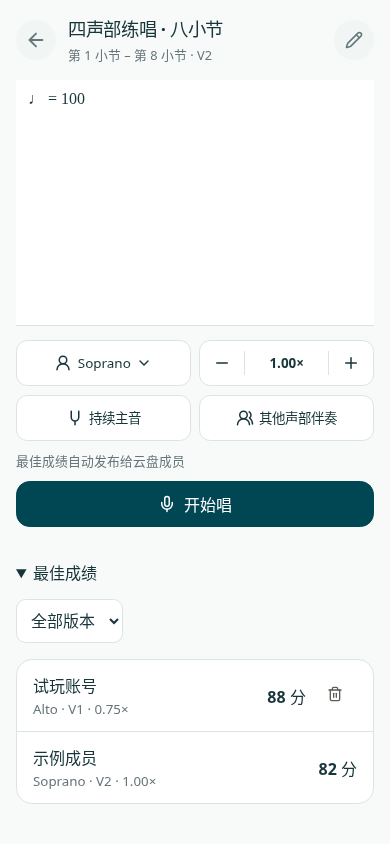 四声部练唱 · 八小节
第 1 小节 – 第 8 小节 · V2
♩ = 100
Soprano
1.00×
持续主音
其他声部伴奏
最佳成绩自动发布给云盘成员
开始唱
▼ 最佳成绩
全部版本
试玩账号
88 分
Alto · V1 · 0.75×
示例成员
82 分
Soprano · V2 · 1.00×